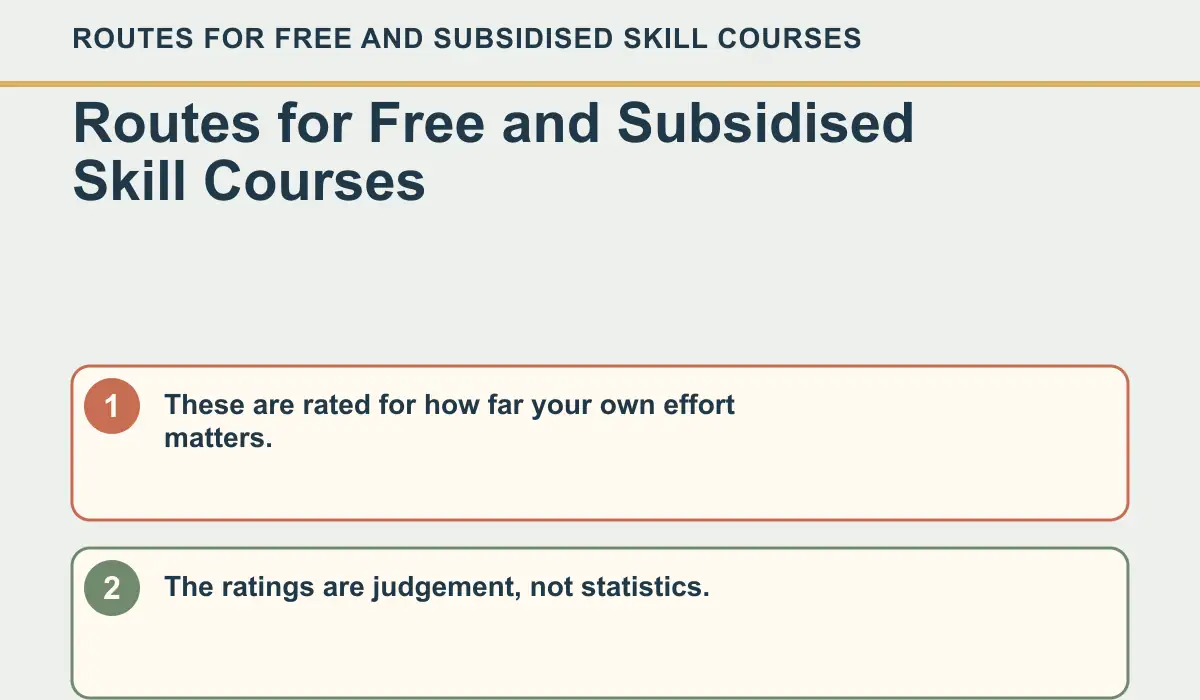 ROUTES FOR FREE AND SUBSIDISED SKILL COURSES
Routes for Free and Subsidised
Skill Courses
1
These are rated for how far your own effort
matters.
2
The ratings are judgement, not statistics.